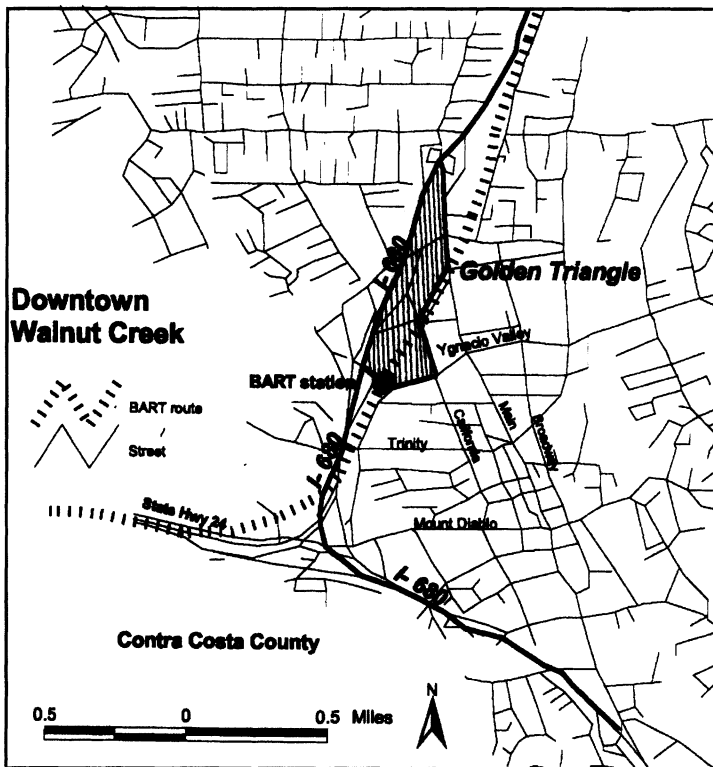 I- 680
Golden Triangle
Downtown
Walnut Creek
Ygnacio Valley
BART station
BART route
Main
California
Broadway
Street
Trinity
I- 680
State Hwy 24
Mount Diablo
I- 680
Contra Costa County
N
0.5 0 0.5 Miles